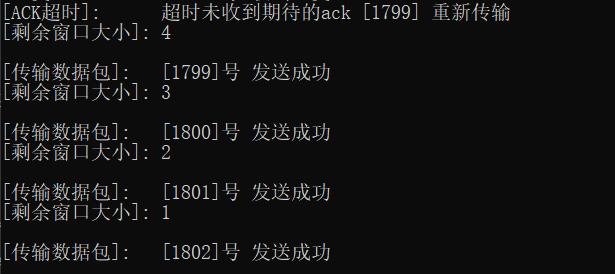 [ACK超时]: 超时未收到期待的ack [1799] 重新传输
[剩余窗口大小]: 4
[传输数据包]: [1799]号 发送成功
[剩余窗口大小]: 3
[传输数据包]: [1800]号 发送成功
[剩余窗口大小]: 2
[传输数据包]: [1801]号 发送成功
[剩余窗口大小]: 1
[传输数据包]: [1802]号 发送成功